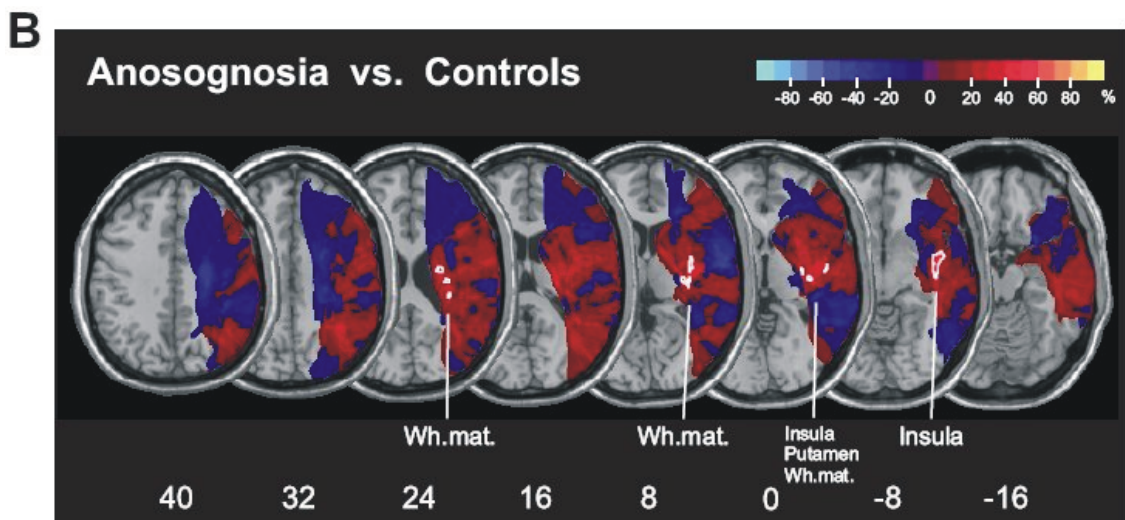 B
Anosognosia vs. Controls
-80 -60 -40 -20 0 20 40 60 80 %
Wh.mat.
Wh.mat.
Insula
Putamen
Wh.mat.
Insula
40 32 24 16 8 0 -8 -16